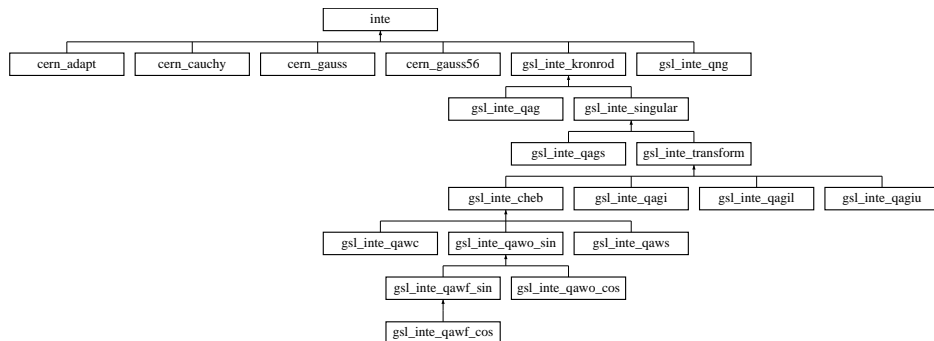 inte
cern_adapt cern_cauchy cern_gauss cern_gauss56 gsl_inte_kronrod gsl_inte_qng
gsl_inte_qag gsl_inte_singular
gsl_inte_qags gsl_inte_transform
gsl_inte_cheb gsl_inte_qagi gsl_inte_qagil gsl_inte_qagiu
gsl_inte_qawc gsl_inte_qawo_sin gsl_inte_qaws
gsl_inte_qawf_sin gsl_inte_qawo_cos
gsl_inte_qawf_cos